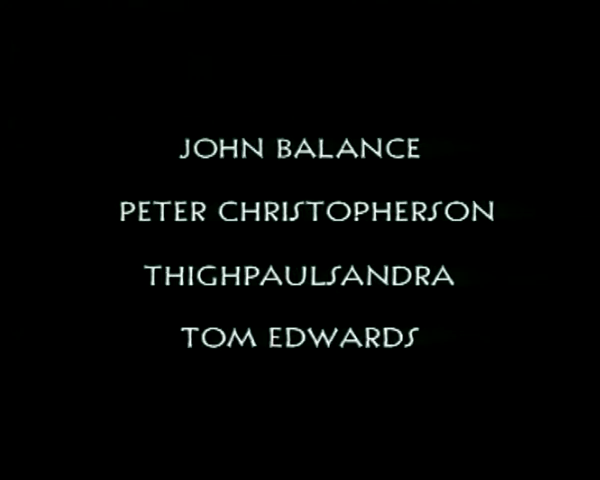 JOHN BALANCE
PETER CHRISTOPHERSON
THIGHPAULSANDRA
TOM EDWARDS